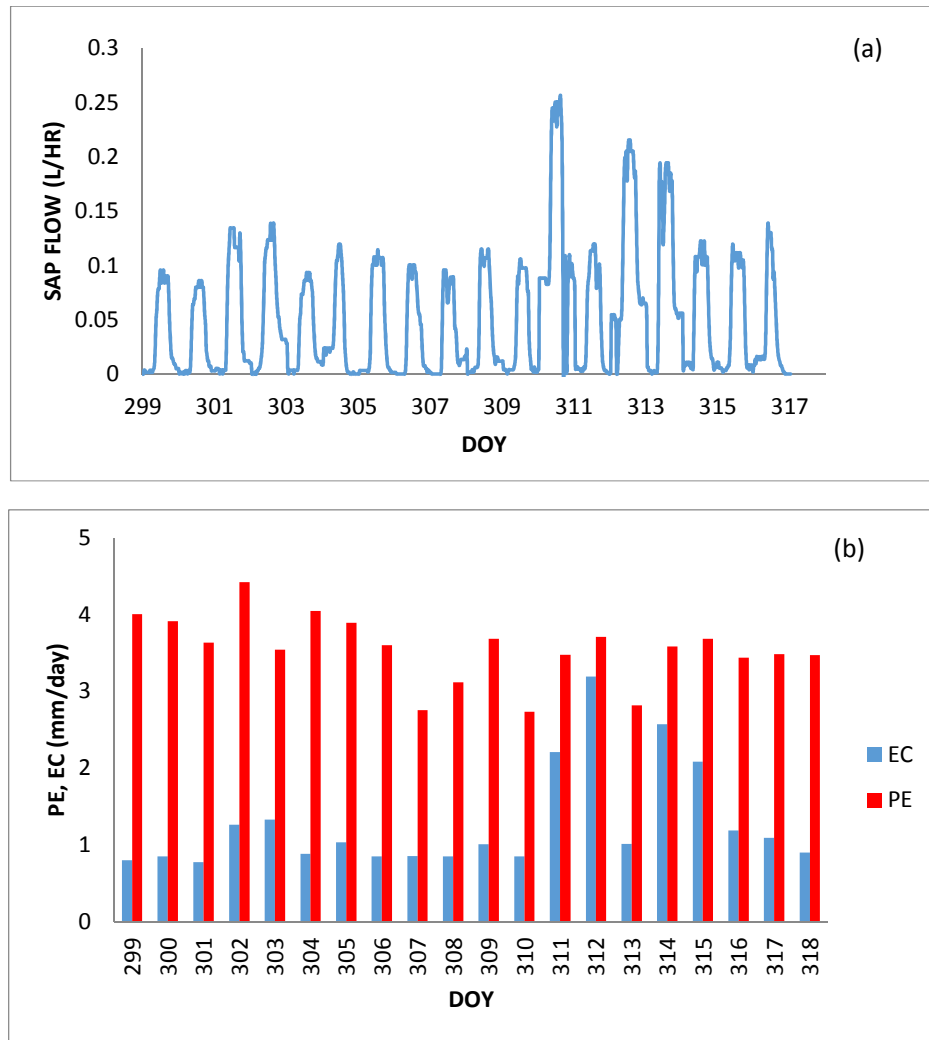 (a)
0.3
0.25
0.2
0.15
0.1
0.05
0
SAP FLOW (L/HR)
299 301 303 305 307 309 311 313 315 317
DOY
(b)
5
4
3
2
1
0
PE, EC (mm/day)
EC
PE
299 300 301 302 303 304 305 306 307 308 309 310 311 312 313 314 315 316 317 318
DOY